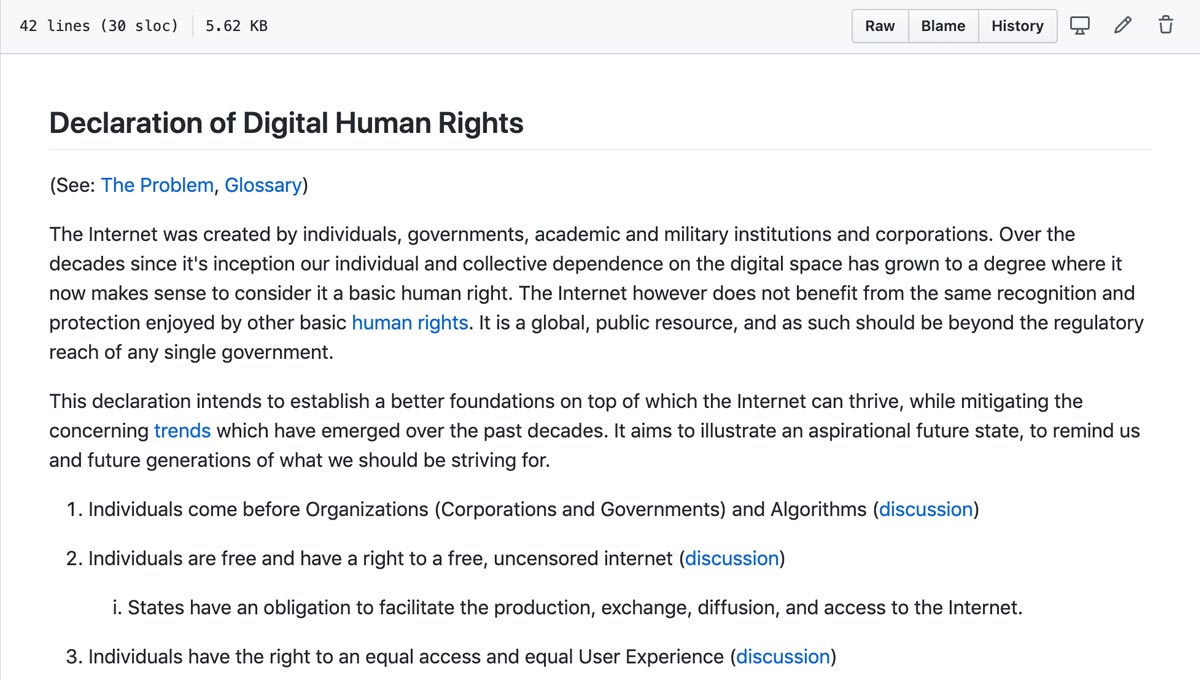 42 lines (30 sloc) 5.62 KB
Raw Blame History
Declaration of Digital Human Rights
(See: The Problem, Glossary)
The Internet was created by individuals, governments, academic and military institutions and corporations. Over the
decades since it's inception our individual and collective dependence on the digital space has grown to a degree where it
now makes sense to consider it a basic human right. The Internet however does not benefit from the same recognition and
protection enjoyed by other basic human rights. It is a global, public resource, and as such should be beyond the regulatory
reach of any single government.
This declaration intends to establish a better foundations on top of which the Internet can thrive, while mitigating the
concerning trends which have emerged over the past decades. It aims to illustrate an aspirational future state, to remind us
and future generations of what we should be striving for.
1. Individuals come before Organizations (Corporations and Governments) and Algorithms (discussion)
2. Individuals are free and have a right to a free, uncensored internet (discussion)
i. States have an obligation to facilitate the production, exchange, diffusion, and access to the Internet.
3. Individuals have the right to an equal access and equal User Experience (discussion)